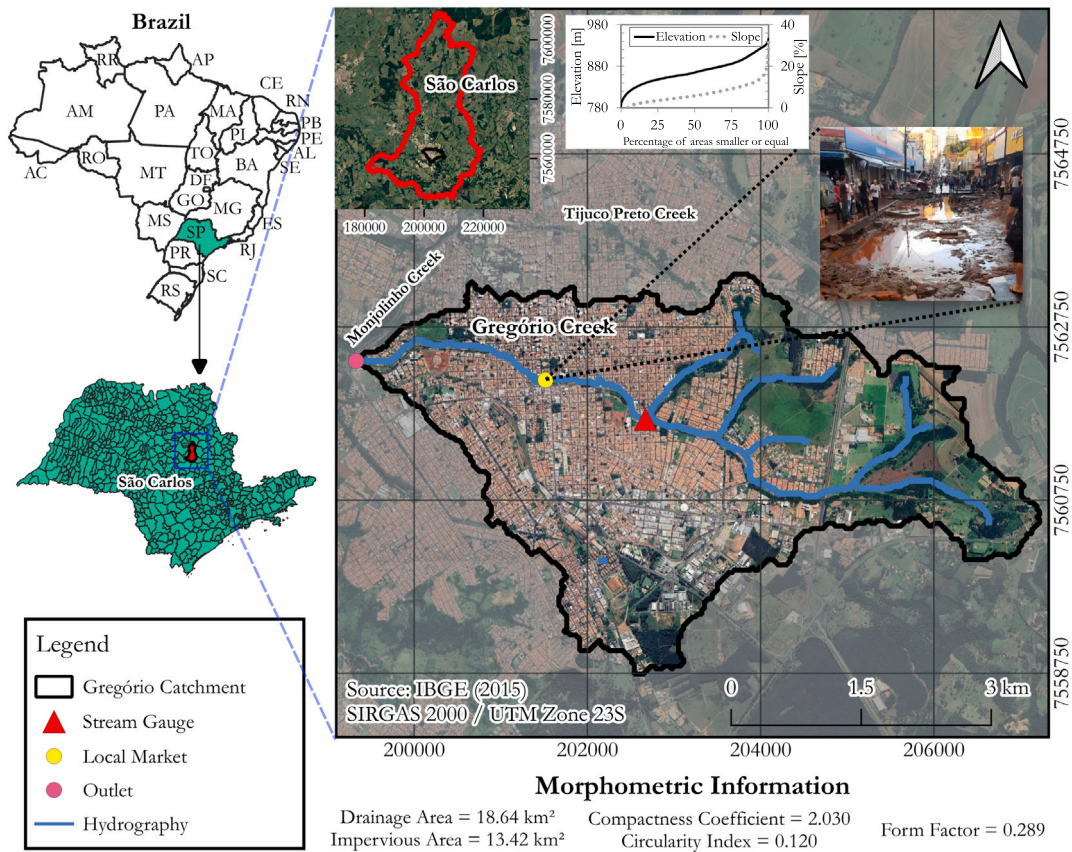 Brazil
RR
AP
AM
PA
MA
CE
RN
PB
PE
AL
SE
PI
TO
AC
RO
MT
BA
DF
GO
MG
ES
MS
SP
RJ
PR
SC
RS
São Carlos
Legend
Gregório Catchment
Stream Gauge
Local Market
Outlet
Hydrography
São Carlos
7600000
7580000
7560000
180000
200000
220000
Elevation [m]
980
880
780
Elevation
Slope
40
20
0
Slope [%]
0
25
50
75
100
Percentage of areas smaller or equal
Tijuco Preto Creek
Monjolinho Creek
Gregório Creek
7564750
7562750
7560750
7558750
Source: IBGE (2015)
SIRGAS 2000 / UTM Zone 23S
0
1.5
3 km
200000
202000
204000
206000
Morphometric Information
Drainage Area = 18.64 km²
Impervious Area = 13.42 km²
Compactness Coefficient = 2.030
Circularity Index = 0.120
Form Factor = 0.289